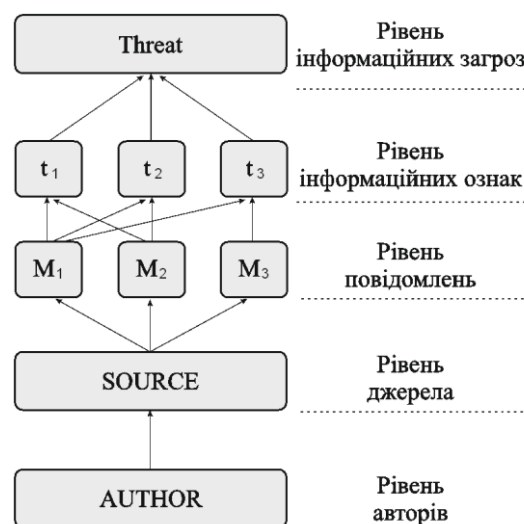 Threat
Рівень
інформаційних загроз
t1
t2
t3
Рівень
інформаційних ознак
M1
M2
M3
Рівень
повідомлень
SOURCE
Рівень
джерела
AUTHOR
Рівень
авторів